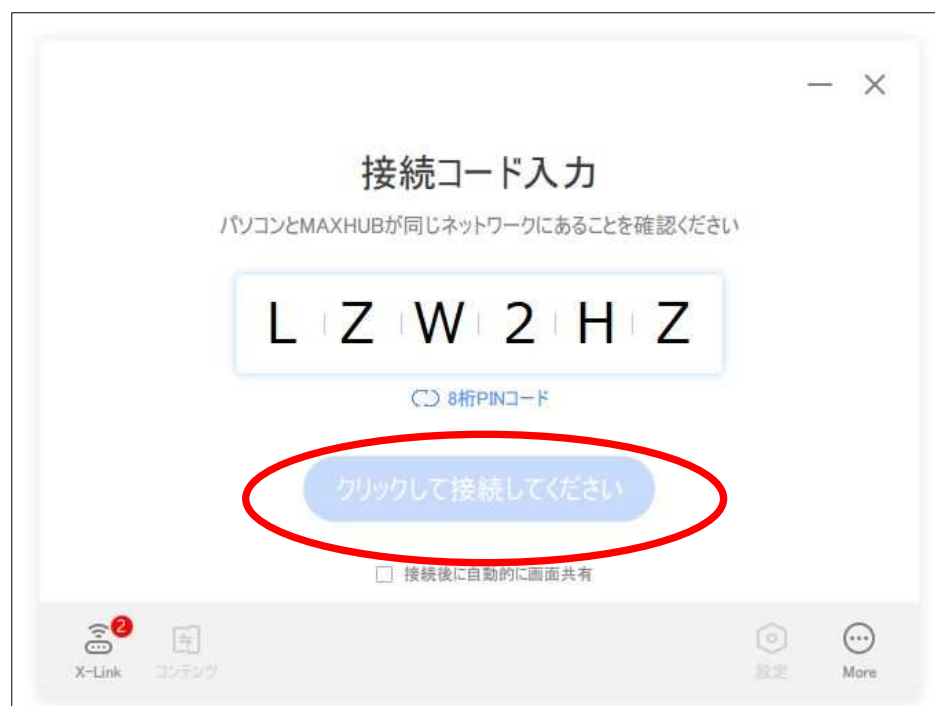 接続コード入力
パソコンとMAXHUBが同じネットワークにあることを確認ください
L Z W 2 H Z
8桁PINコード
クリックして接続してください
接続後に自動的に画面共有
2
X-Link コンテンツ 設定 More